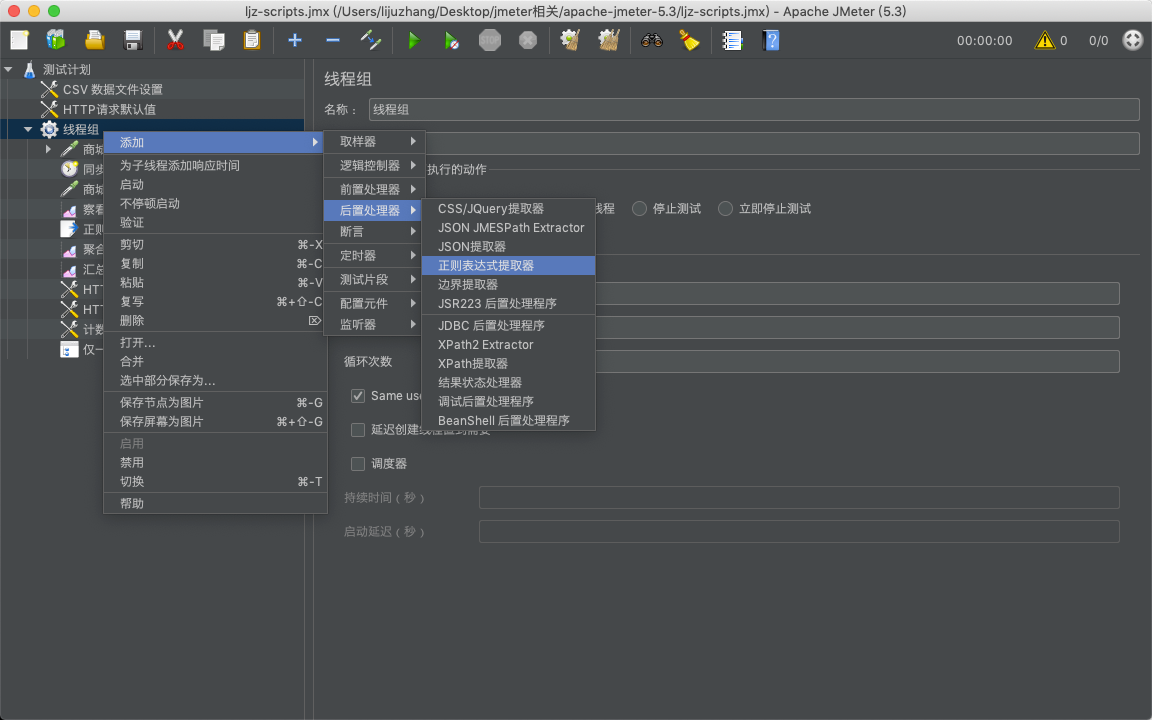 ljz-scripts.jmx (/Users/lijuzhang/Desktop/jmeter相关/apache-jmeter-5.3/ljz-scripts.jmx) - Apache JMeter (5.3)
STOP
00:00:00
0
0/0
测试计划
CSV 数据文件设置
HTTP请求默认值
线程组
商城
同步
商城
察看
正则
聚合
汇总
HT
HT
计数
仅一
添加
为子线程添加响应时间
启动
不停顿启动
验证
剪切 ⌘-X
复制 ⌘-C
粘贴 ⌘-V
复写 ⌘+⇧-C
删除 ⌦
打开...
合并
选中部分保存为...
保存节点为图片 ⌘-G
保存屏幕为图片 ⌘+⇧-G
启用
禁用
切换 ⌘-T
帮助
取样器
逻辑控制器
前置处理器
后置处理器
断言
定时器
测试片段
配置元件
监听器
CSS/JQuery提取器
JSON JMESPath Extractor
JSON提取器
正则表达式提取器
边界提取器
JSR223 后置处理程序
JDBC 后置处理程序
XPath2 Extractor
XPath提取器
结果状态处理器
调试后置处理程序
BeanShell 后置处理程序
线程组
名称： 线程组
执行的动作
线程 停止测试 立即停止测试
循环次数
Same use
延迟创建线程直到需要
调度器
持续时间（秒）
启动延迟（秒）